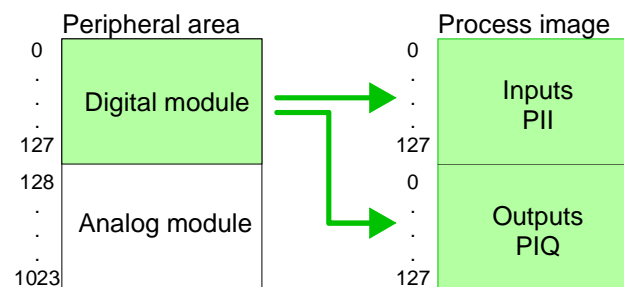 Peripheral area
0
.
.
.
127
Digital module
128
.
.
.
1023
Analog module
Process image
0
.
.
.
127
Inputs
PII
0
.
.
.
127
Outputs
PIQ